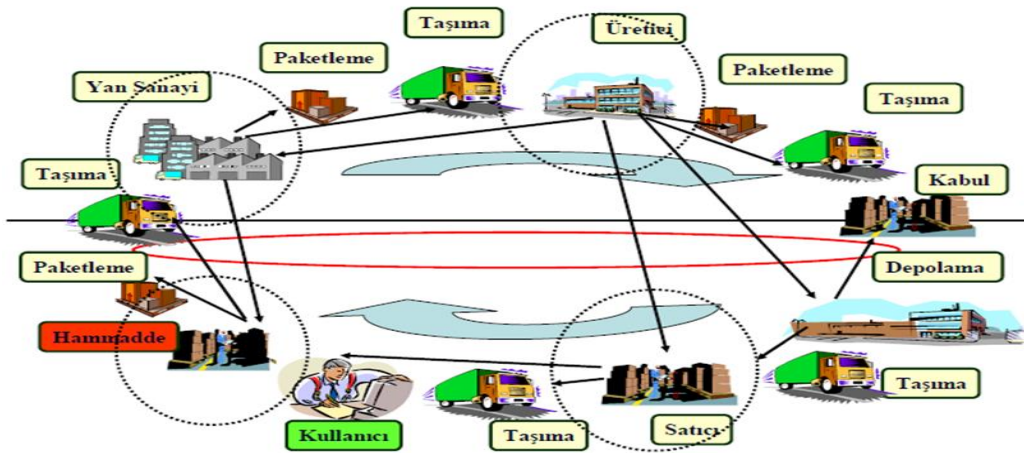 Taşıma
Üretici
Paketleme
Paketleme
Yan Sanayi
Taşıma
Taşıma
Kabul
Paketleme
Depolama
Hammadde
Taşıma
Kullanıcı
Taşıma
Satıcı